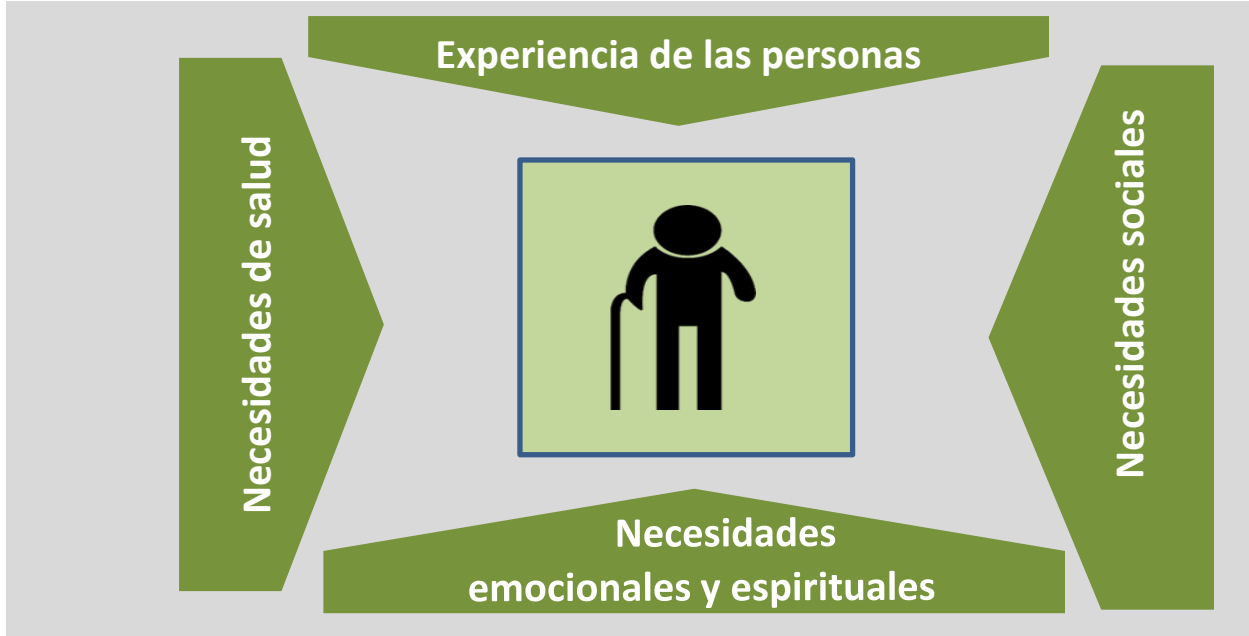 Experiencia de las personas
Necesidades de salud
Necesidades sociales
Necesidades
emocionales y espirituales